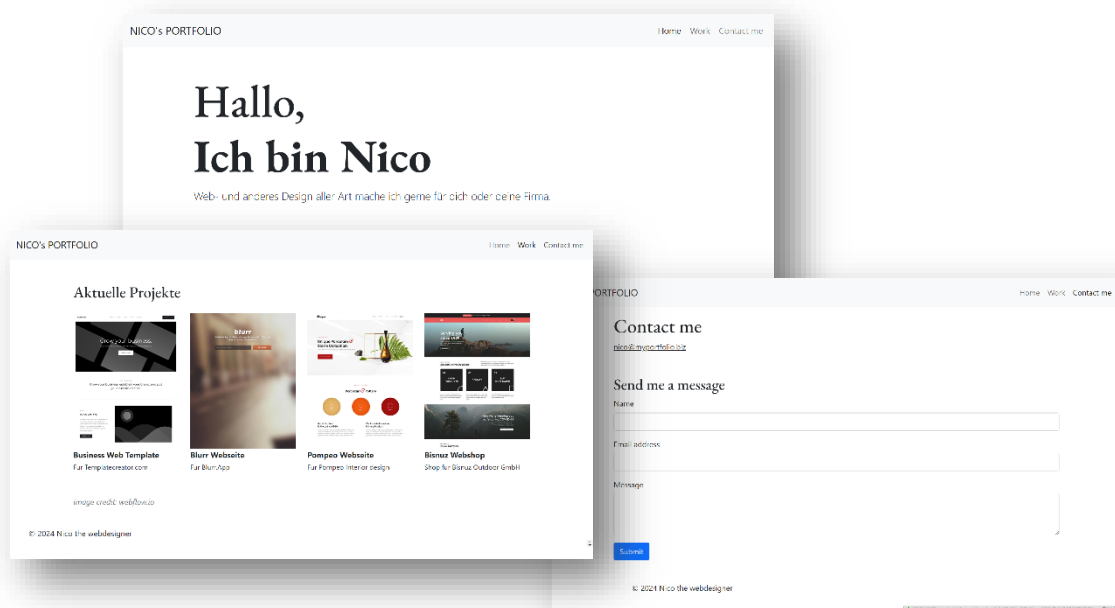 NICO's PORTFOLIO
Home Work Contact me
Hallo,
Ich bin Nico
Web- und anderes Design aller Art mache ich gerne für dich oder deine Firma.
NICO's PORTFOLIO
Home Work Contact me
Aktuelle Projekte
Grow your business.
blurr
Business Web Template
Für Templatecreator.com
Blurr Webseite
Für Blurr.App
Pompeo Webseite
Für Pompeo Interior design
Bisnuz Webshop
Shop für Bisnuz Outdoor GmbH
image credit: webflow.io
© 2024 Nico the webdesigner
PORTFOLIO
Home Work Contact me
Contact me
nico@myportfolio.biz
Send me a message
Name
Email address
Message
Submit
© 2024 Nico the webdesigner